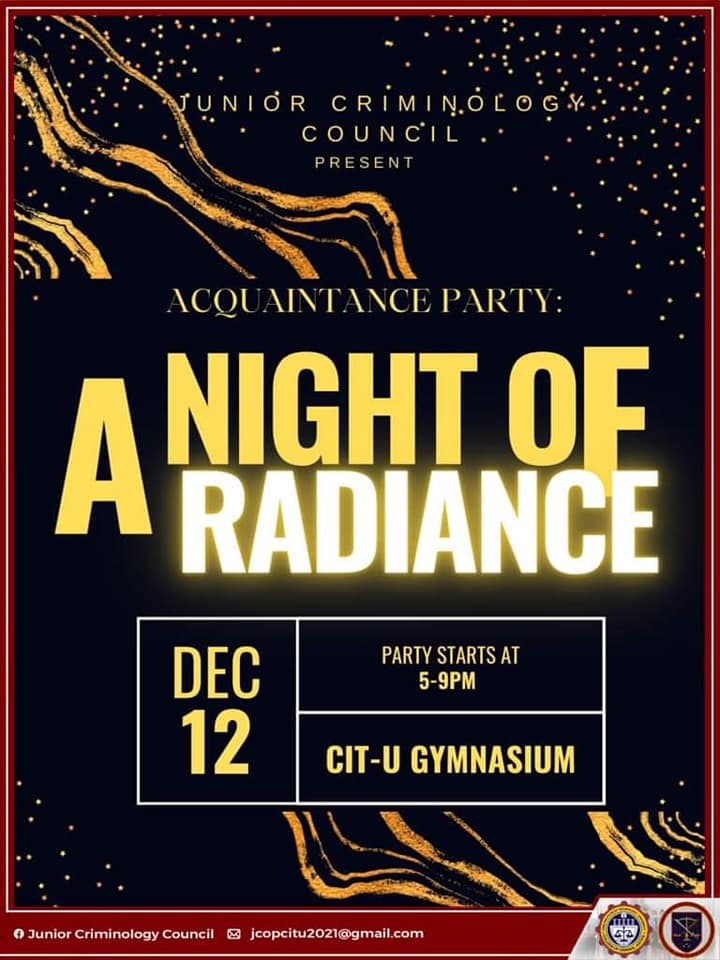 JUNIOR CRIMINOLOGY
COUNCIL
PRESENT
ACQUAINTANCE PARTY:
A NIGHT OF
RADIANCE
DEC
12
PARTY STARTS AT
5-9PM
CIT-U GYMNASIUM
Junior Criminology Council jcopcitu2021@gmail.com